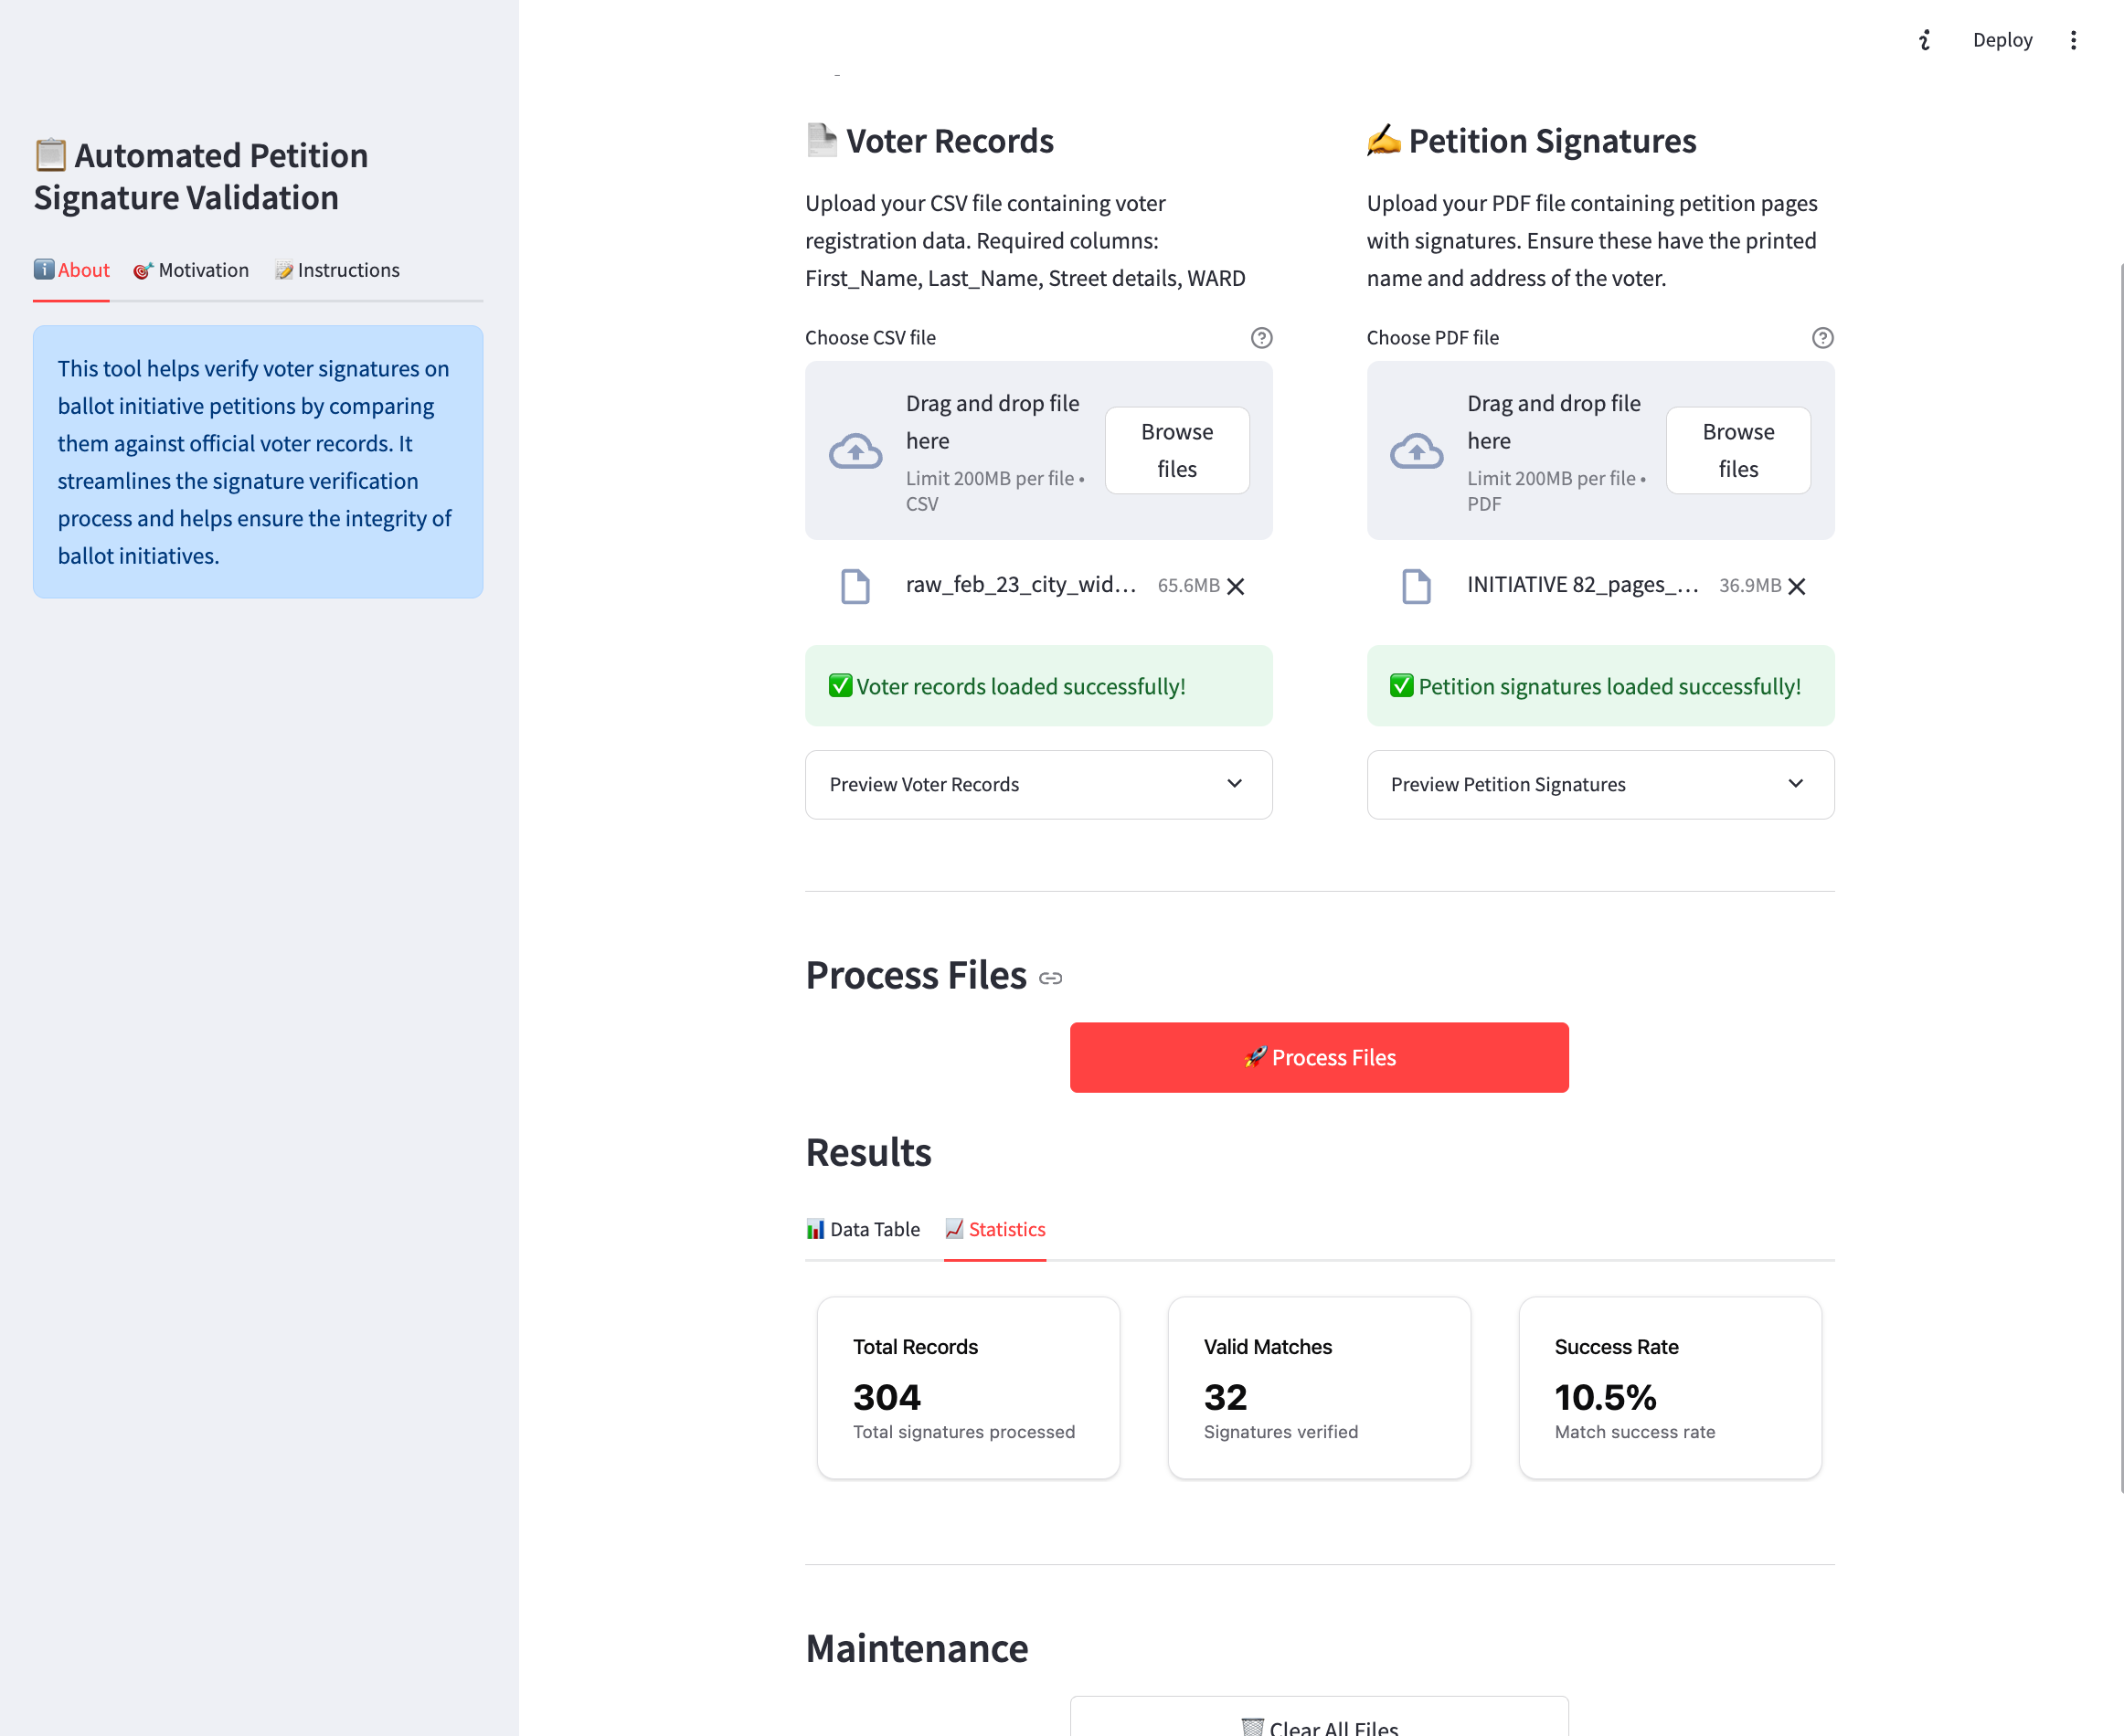 Deploy
📋 Automated Petition
Signature Validation
ℹ️ About
🎯 Motivation
📝 Instructions
This tool helps verify voter signatures on
ballot initiative petitions by comparing
them against official voter records. It
streamlines the signature verification
process and helps ensure the integrity of
ballot initiatives.
📄 Voter Records
Upload your CSV file containing voter
registration data. Required columns:
First_Name, Last_Name, Street details, WARD
Choose CSV file
Drag and drop file
here
Limit 200MB per file •
CSV
Browse
files
raw_feb_23_city_wid… 65.6MB
✅ Voter records loaded successfully!
Preview Voter Records
✍️ Petition Signatures
Upload your PDF file containing petition pages
with signatures. Ensure these have the printed
name and address of the voter.
Choose PDF file
Drag and drop file
here
Limit 200MB per file •
PDF
Browse
files
INITIATIVE 82_pages_… 36.9MB
✅ Petition signatures loaded successfully!
Preview Petition Signatures
Process Files
🚀 Process Files
Results
📊 Data Table
📈 Statistics
Total Records
304
Total signatures processed
Valid Matches
32
Signatures verified
Success Rate
10.5%
Match success rate
Maintenance
🗑️ Clear All Files